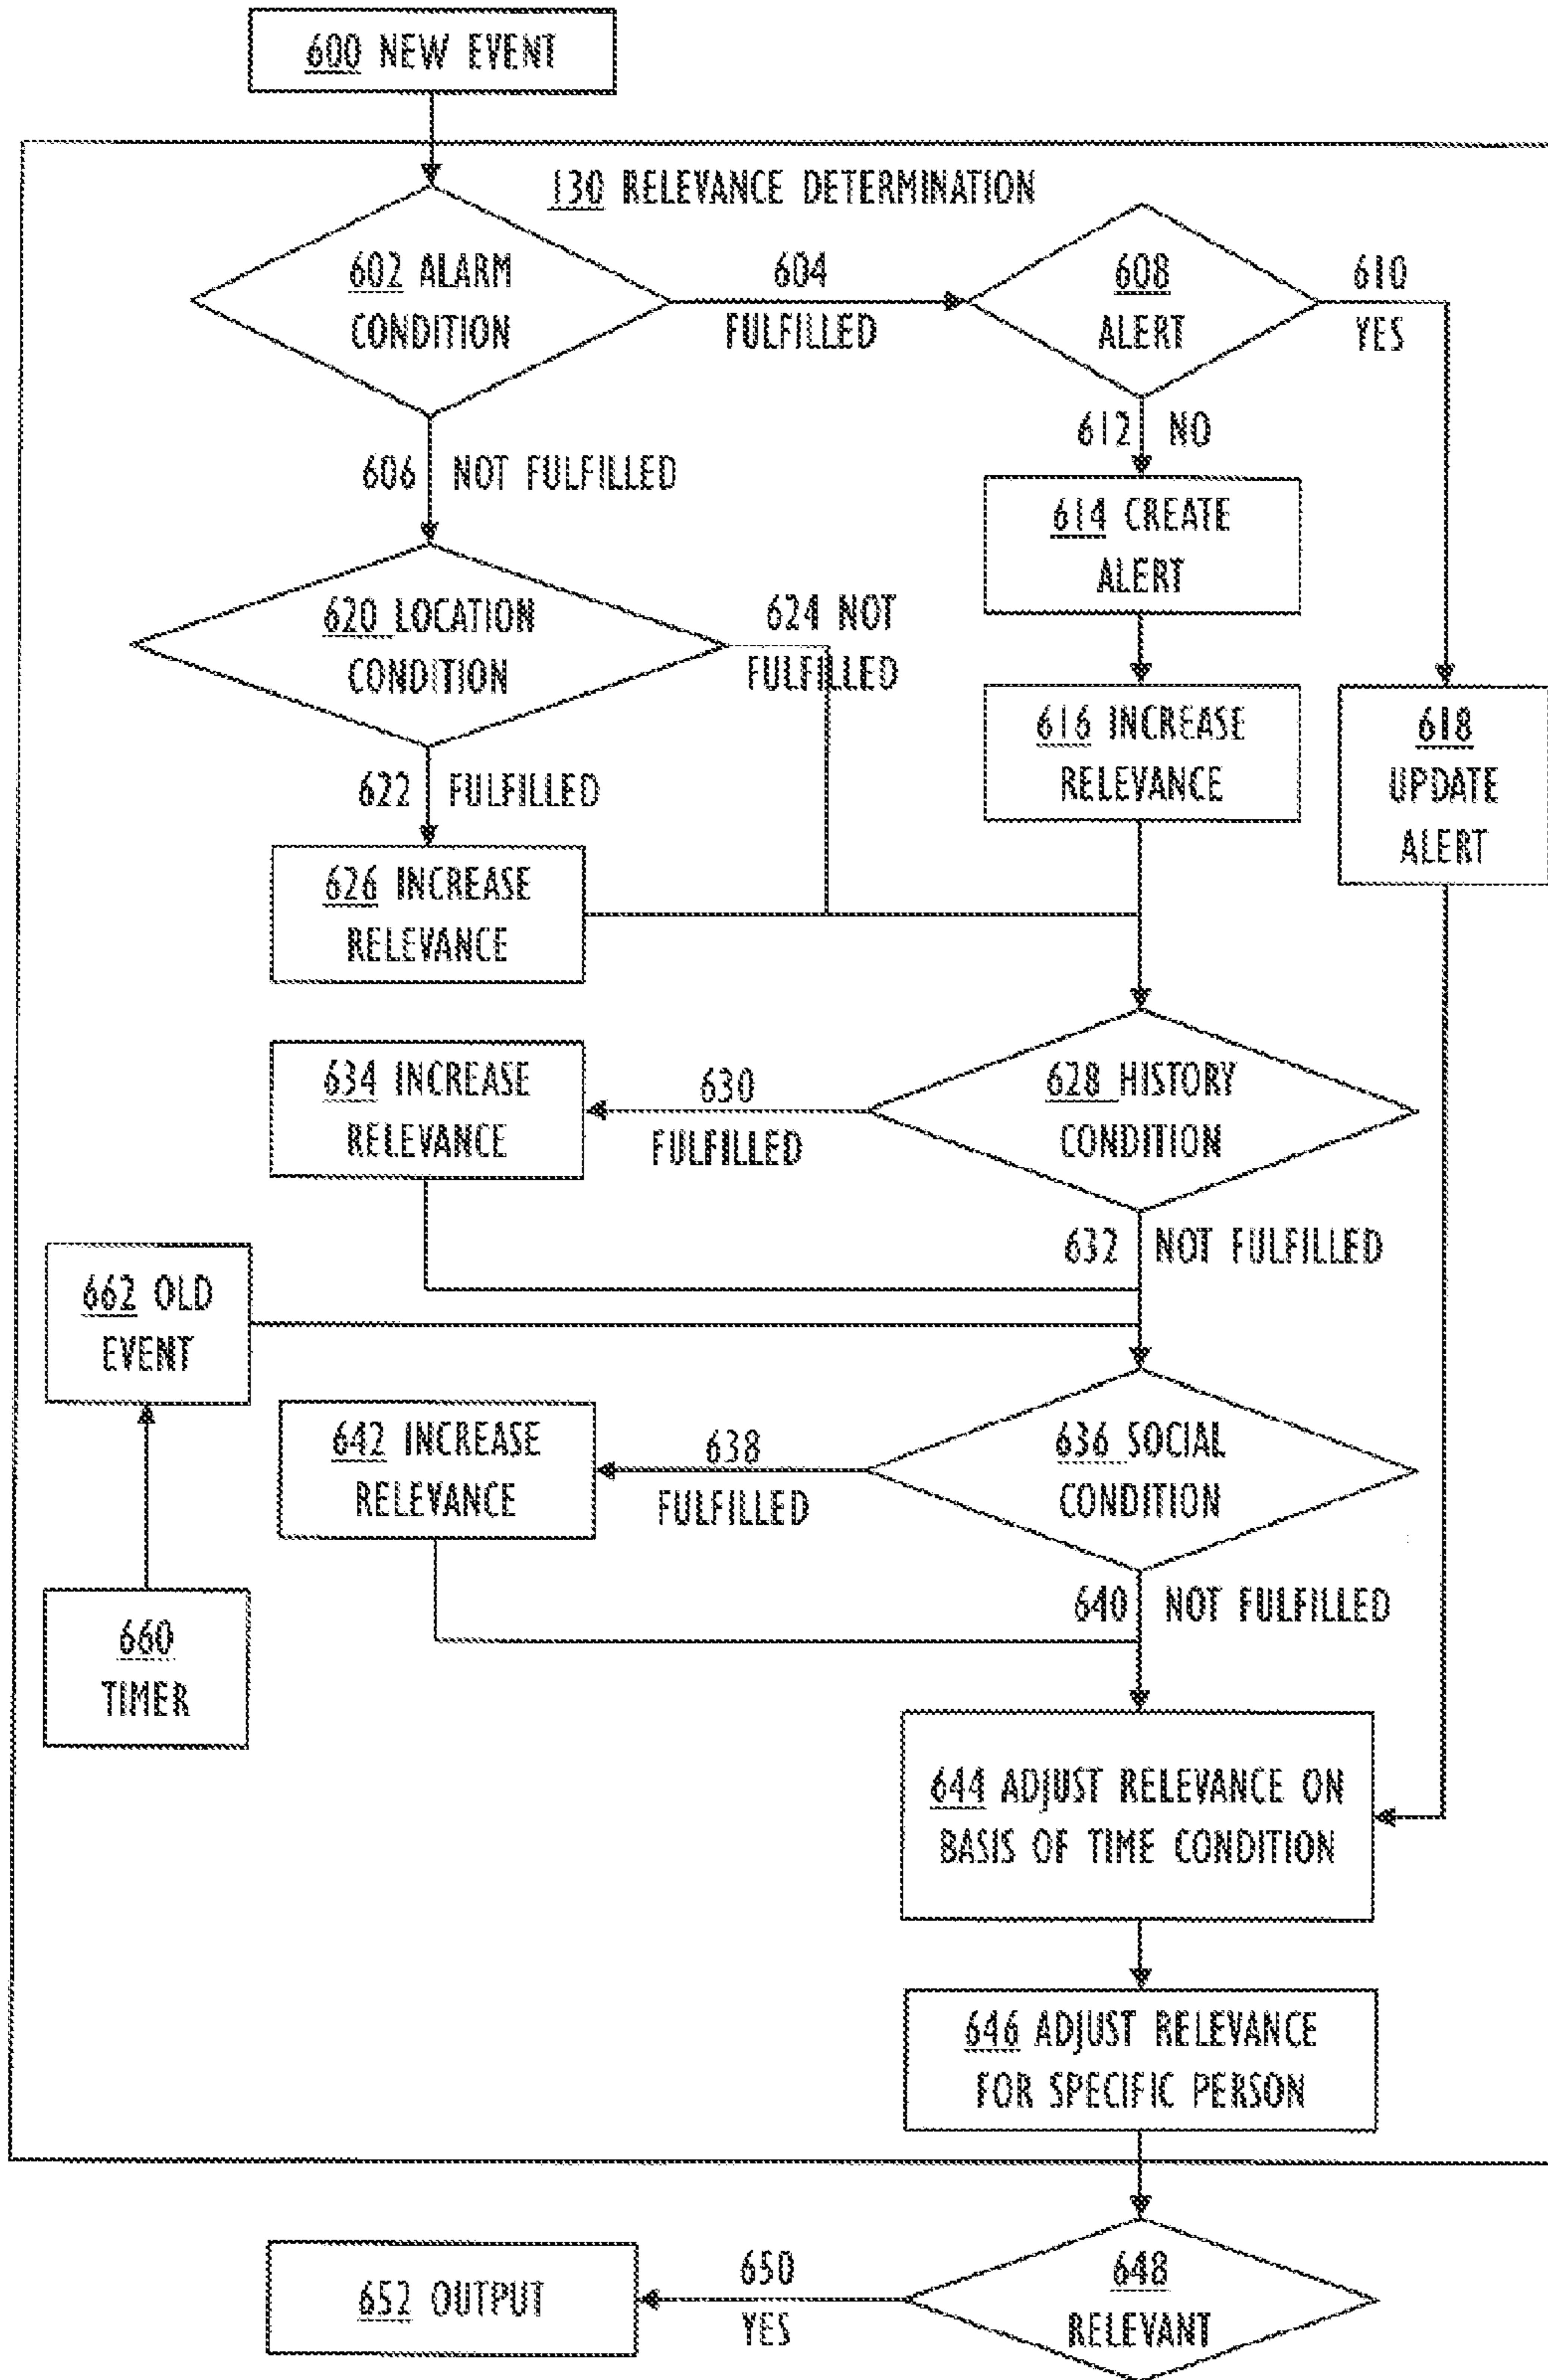 600 NEW EVENT
130 RELEVANCE DETERMINATION
602 ALARM
CONDITION
604
FULFILLED
608
ALERT
610
YES
606 NOT FULFILLED
612 NO
614 CREATE
ALERT
620 LOCATION
CONDITION
624 NOT
FULFILLED
616 INCREASE
RELEVANCE
618
UPDATE
ALERT
622 FULFILLED
626 INCREASE
RELEVANCE
634 INCREASE
RELEVANCE
630
FULFILLED
628 HISTORY
CONDITION
632 NOT FULFILLED
662 OLD
EVENT
642 INCREASE
RELEVANCE
638
FULFILLED
636 SOCIAL
CONDITION
640 NOT FULFILLED
660
TIMER
644 ADJUST RELEVANCE ON
BASIS OF TIME CONDITION
646 ADJUST RELEVANCE
FOR SPECIFIC PERSON
652 OUTPUT
650
YES
648
RELEVANT